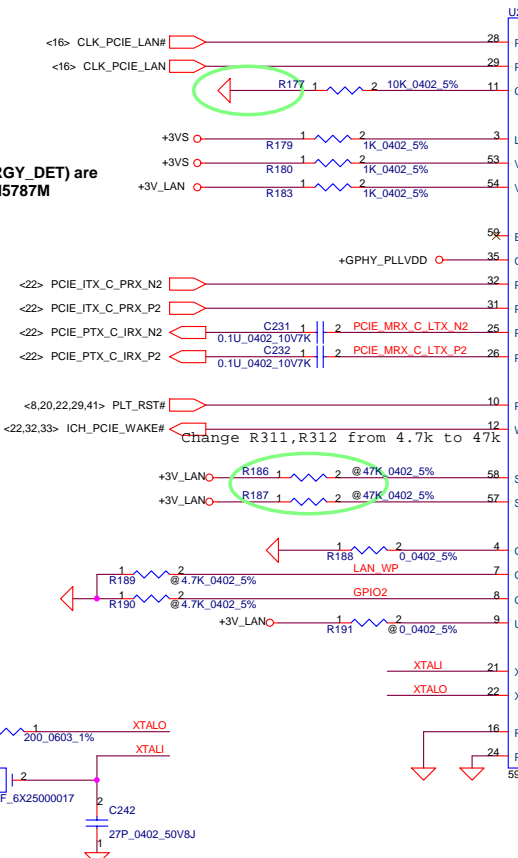 U2
<16> CLK_PCIE_LAN# 28
<16> CLK_PCIE_LAN 29
R177 1 2 10K_0402_5% 11
+3VS R179 1 2 1K_0402_5% 3
+3VS R180 1 2 1K_0402_5% 53
+3V_LAN R183 1 2 1K_0402_5% 54
RGY_DET) are
15787M
59
+GPHY_PLLVDD 35
<22> PCIE_ITX_C_PRX_N2 32
<22> PCIE_ITX_C_PRX_P2 31
<22> PCIE_PTX_C_IRX_N2 C231 1 2 0.1U_0402_10V7K PCIE_MRX_C_LTX_N2 25
<22> PCIE_PTX_C_IRX_P2 C232 1 2 0.1U_0402_10V7K PCIE_MRX_C_LTX_P2 26
<8,20,22,29,41> PLT_RST# 10
<22,32,33> ICH_PCIE_WAKE# 12
Change R311,R312 from 4.7k to 47k
+3V_LAN R186 1 2 @47K_0402_5% 58
+3V_LAN R187 1 2 @47K_0402_5% 57
R188 1 2 0_0402_5% 4
R189 1 2 @4.7K_0402_5% LAN_WP 7
R190 1 2 @4.7K_0402_5% GPIO2 8
+3V_LAN R191 1 2 @0_0402_5% 9
XTALI 21
XTALO 22
16
24
59
1 200_0603_1% XTALO
XTALI
2
F_6X25000017
2
C242
27P_0402_50V8J
1